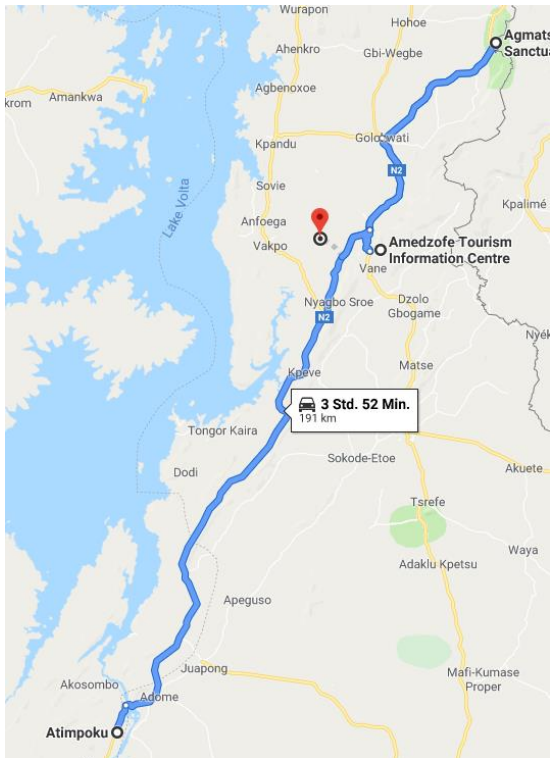 Wurapon
Hohoe
Agmats
Sanctua
Ahenkro
Gbi-Wegbe
krom
Amankwa
Agbenoxoe
Kpandu
Golokwati
N2
Sovie
Kpalimé
Lake Volta
Anfoega
Vakpo
Amedzofe Tourism
Information Centre
Vane
Nyagbo Sroe
Dzolo
Gbogame
N2
Nyék
Kpeve
Matse
3 Std. 52 Min.
191 km
Tongor Kaira
Sokode-Etoe
Dodi
Akuete
Tsrefe
Waya
Adaklu Kpetsu
Apeguso
Juapong
Mafi-Kumase
Proper
Akosombo
Adome
Atimpoku